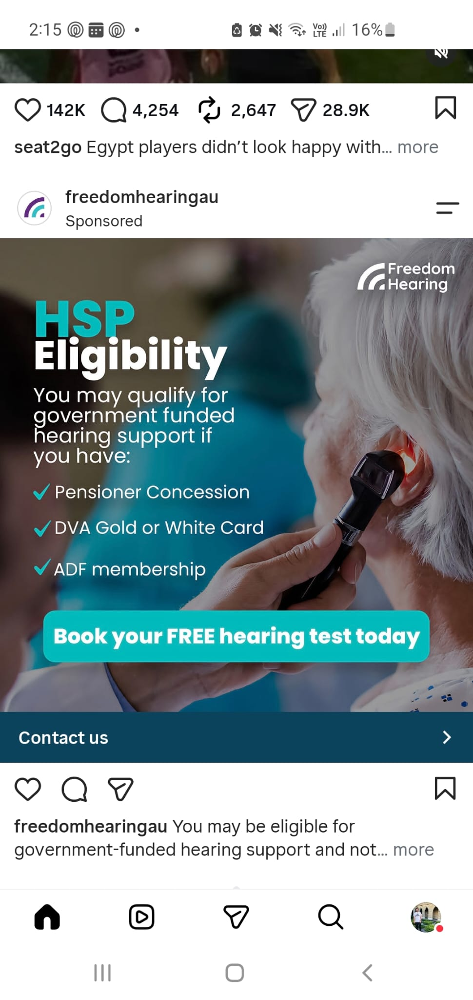 2:15
Vo))
LTE
16%
142K 4,254 2,647 28.9K
seat2go Egypt players didn’t look happy with... more
freedomhearingau
Sponsored
Freedom
Hearing
HSP
Eligibility
You may qualify for
government funded
hearing support if
you have:
Pensioner Concession
DVA Gold or White Card
ADF membership
Book your FREE hearing test today
Contact us
freedomhearingau You may be eligible for
government-funded hearing support and not... more